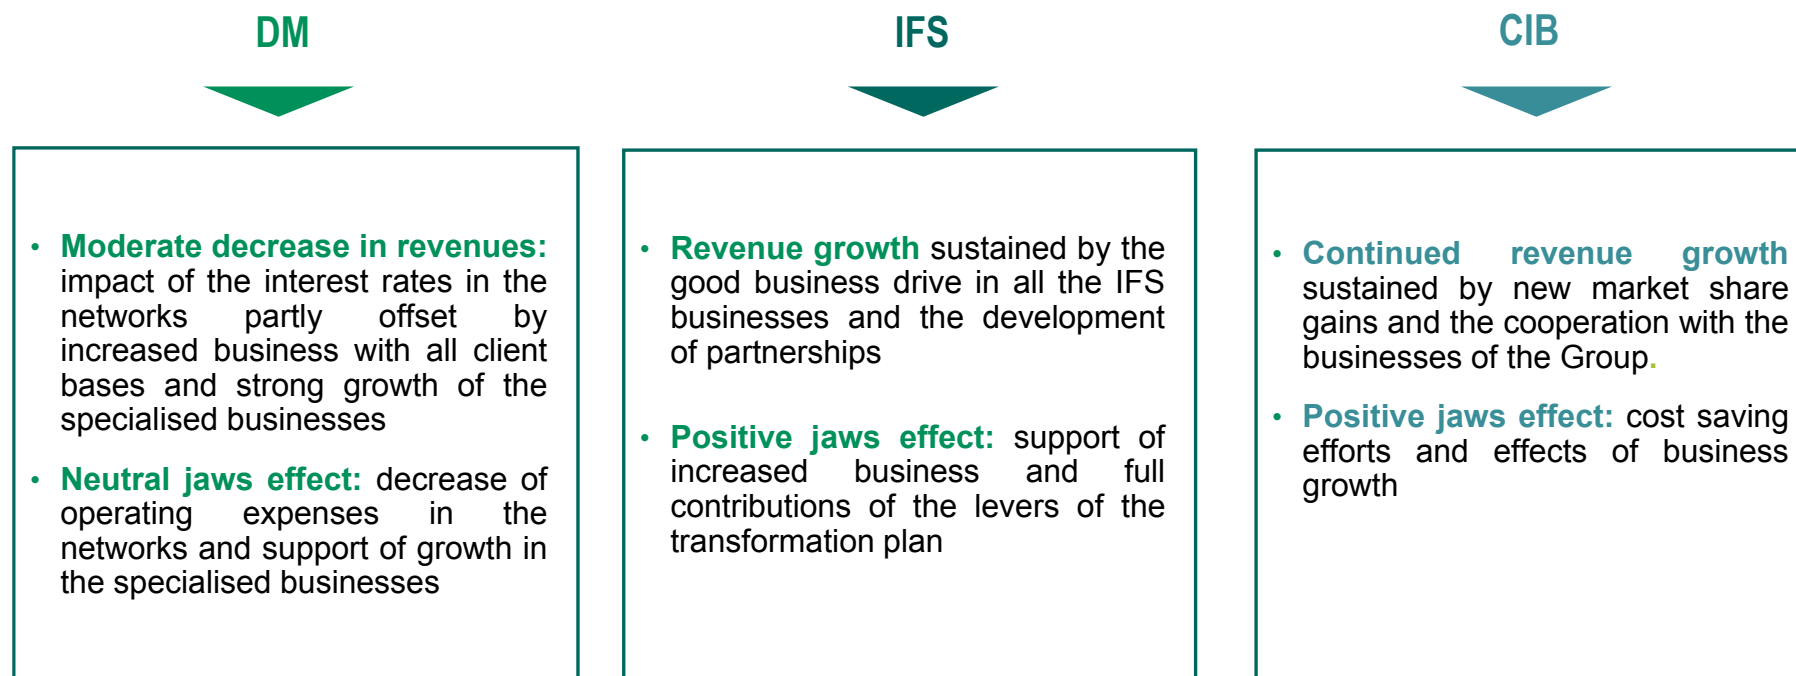 DM
• Moderate decrease in revenues:
impact of the interest rates in the
networks partly offset by
increased business with all client
bases and strong growth of the
specialised businesses
• Neutral jaws effect: decrease of
operating expenses in the
networks and support of growth in
the specialised businesses
IFS
• Revenue growth sustained by the
good business drive in all the IFS
businesses and the development
of partnerships
• Positive jaws effect: support of
increased business and full
contributions of the levers of the
transformation plan
CIB
• Continued revenue growth
sustained by new market share
gains and the cooperation with the
businesses of the Group.
• Positive jaws effect: cost saving
efforts and effects of business
growth